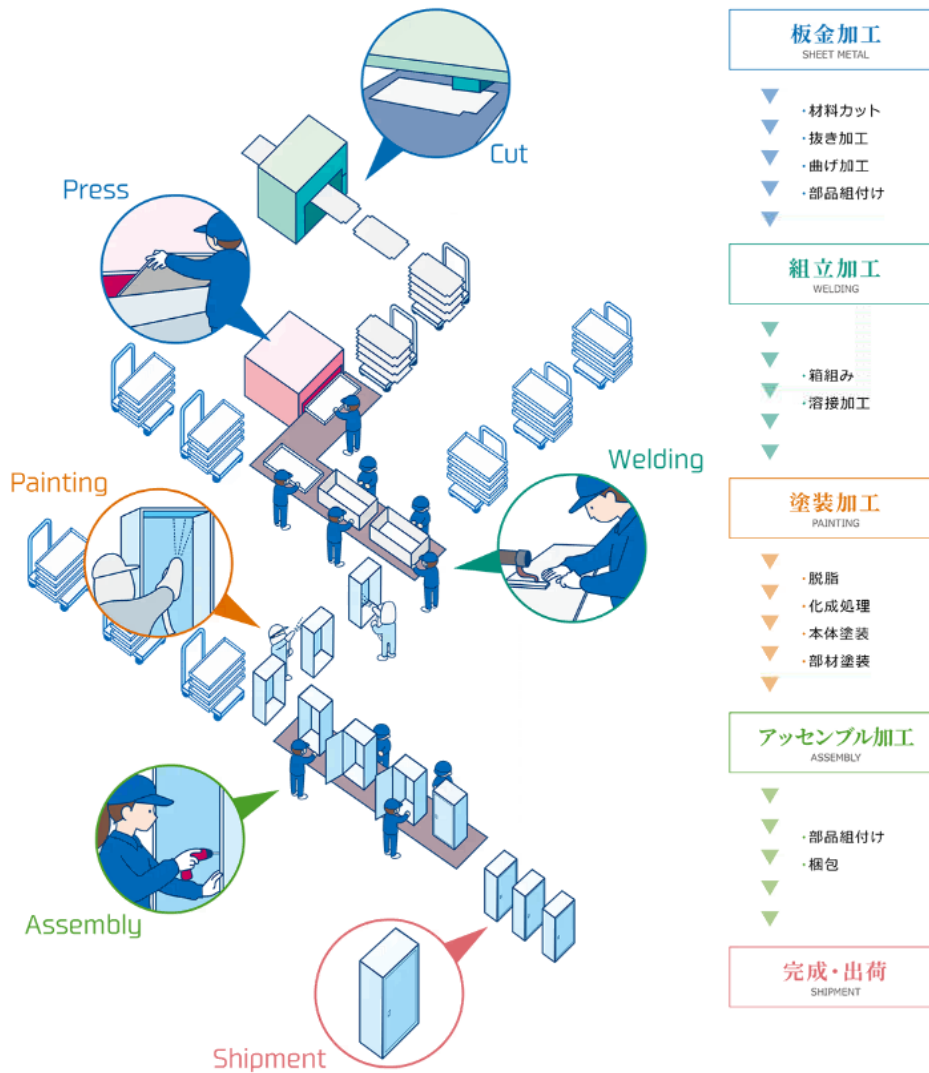 Cut
Press
Welding
Painting
Assembly
Shipment
板金加工
SHEET METAL
・材料カット
・抜き加工
・曲げ加工
・部品組付け
組立加工
WELDING
・箱組み
・溶接加工
塗装加工
PAINTING
・脱脂
・化成処理
・本体塗装
・部材塗装
アッセンブル加工
ASSEMBLY
・部品組付け
・梱包
完成・出荷
SHIPMENT